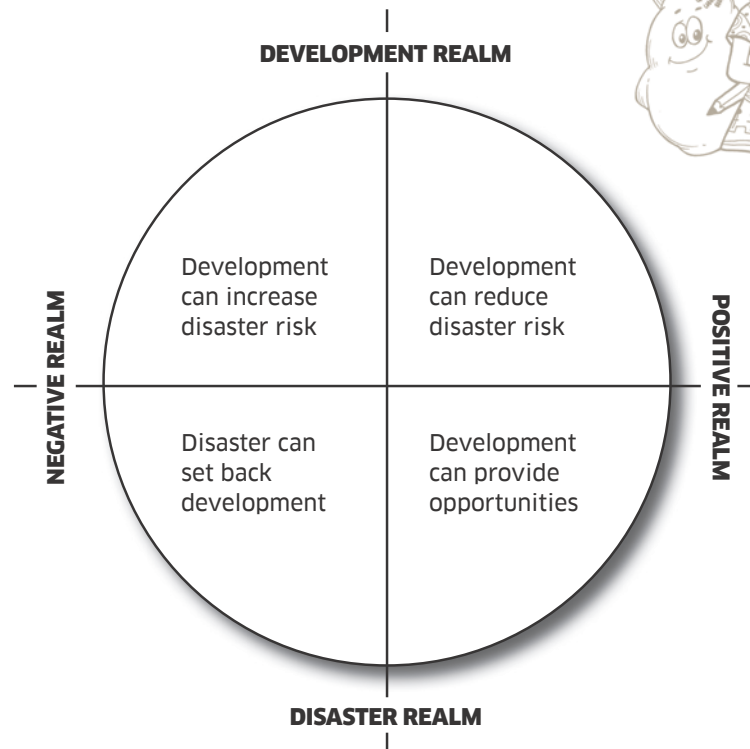 DEVELOPMENT REALM
Development
can increase
disaster risk
Development
can reduce
disaster risk
NEGATIVE REALM
POSITIVE REALM
Disaster can
set back
development
Development
can provide
opportunities
DISASTER REALM